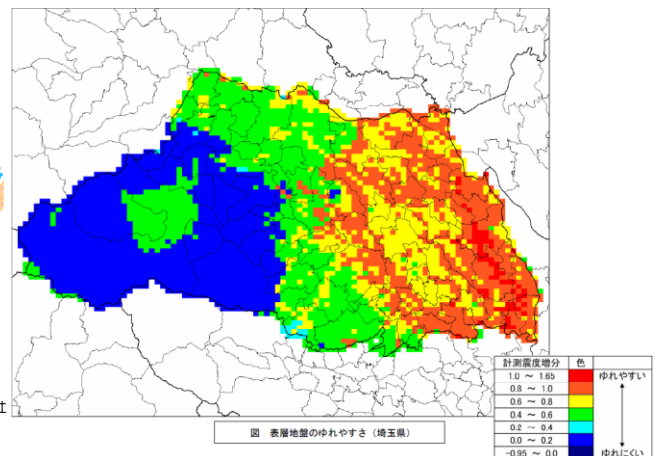 計測震度増分 色
1.0 ～ 1.65 ゆれやすい
0.8 ～ 1.0
0.6 ～ 0.8
0.4 ～ 0.6
0.2 ～ 0.4
0.0 ～ 0.2
-0.95 ～ 0.0 ゆれにくい
図 表層地盤のゆれやすさ（埼玉県）